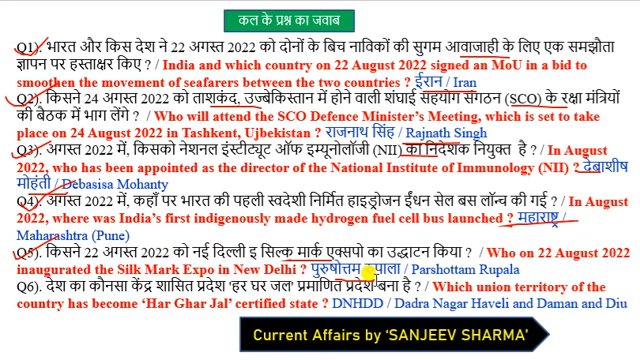 कल के प्रश्न का जवाब
Q1). भारत और किस देश ने 22 अगस्त 2022 को दोनों के बिच नाविकों की सुगम आवाजाही के लिए एक समझौता
ज्ञापन पर हस्ताक्षर किए ? / India and which country on 22 August 2022 signed an MoU in a bid to
smoothen the movement of seafarers between the two countries ? ईरान / Iran
Q2). किसने 24 अगस्त 2022 को ताशकंद, उज्बेकिस्तान में होने वाली शंघाई सहयोग संगठन (SCO) के रक्षा मंत्रियों
की बैठक में भाग लेंगे ? / Who will attend the SCO Defence Minister's Meeting, which is set to take
place on 24 August 2022 in Tashkent, Ujbekistan ? राजनाथ सिंह / Rajnath Singh
Q3). अगस्त 2022 में, किसको नेशनल इंस्टीट्यूट ऑफ इम्यूनोलॉजी (NII) का निदेशक नियुक्त है ? / In August
2022, who has been appointed as the director of the National Institute of Immunology (NII) ? देबाशीष
मोहंती / Debasisa Mohanty
Q4). अगस्त 2022 में, कहाँ पर भारत की पहली स्वदेशी निर्मित हाइड्रोजन ईंधन सेल बस लॉन्च की गई ? / In August
2022, where was India's first indigenously made hydrogen fuel cell bus launched ? महाराष्ट्र /
Maharashtra (Pune)
Q5). किसने 22 अगस्त 2022 को नई दिल्ली इ सिल्क मार्क एक्सपो का उद्घाटन किया ? / Who on 22 August 2022
inaugurated the Silk Mark Expo in New Delhi ? पुरुषोत्तम रुपाला / Parshottam Rupala
Q6). देश का कौनसा केंद्र शासित प्रदेश 'हर घर जल' प्रमाणित प्रदेश बना है ? / Which union territory of the
country has become 'Har Ghar Jal' certified state ? DNHDD / Dadra Nagar Haveli and Daman and Diu
Current Affairs by 'SANJEEV SHARMA'